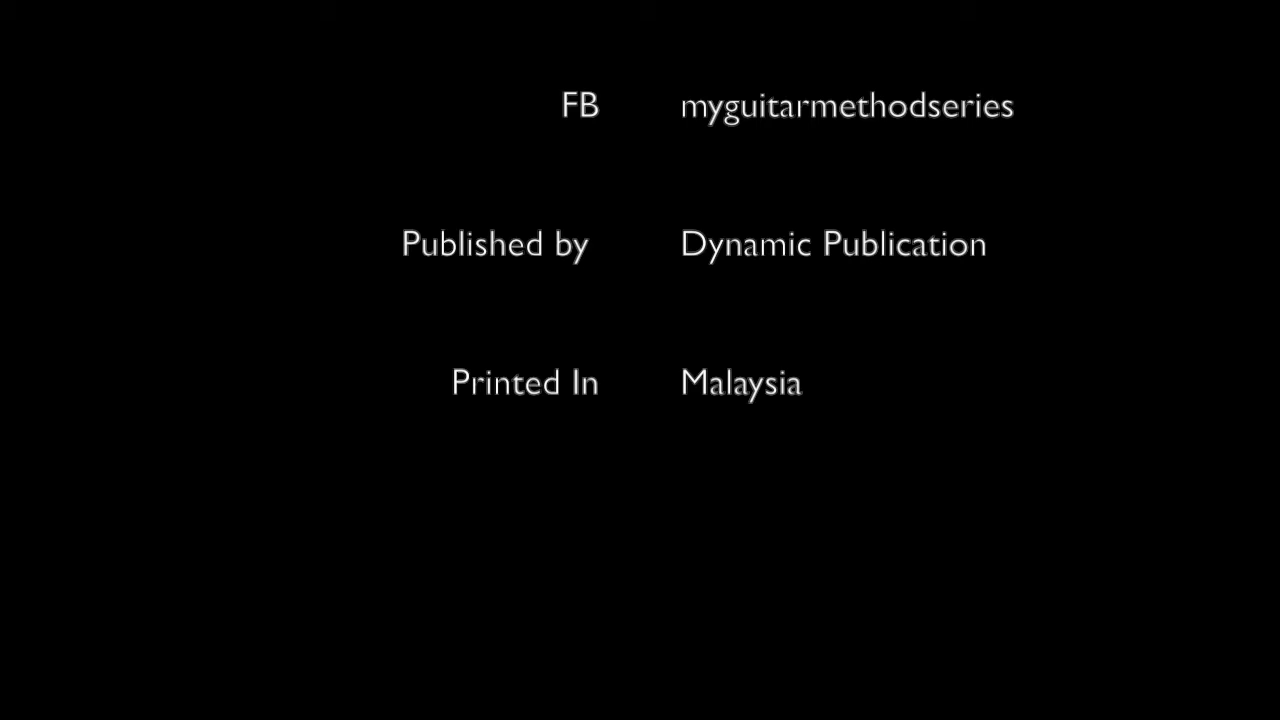 FB myguitarmethodseries
Published by Dynamic Publication
Printed In Malaysia